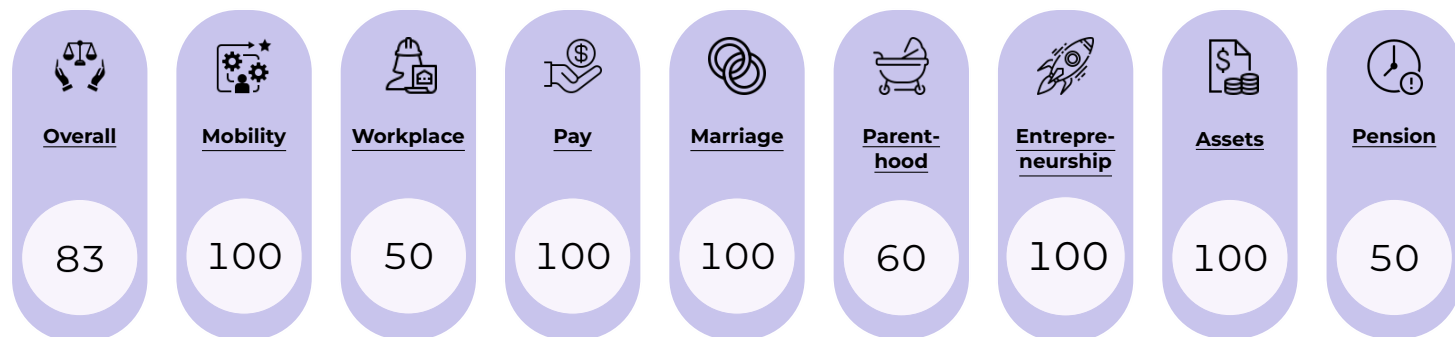 $
$
Overall
Mobility
Workplace
Pay
Marriage
Parent-
hood
Entrepre-
neurship
Assets
Pension
83
100
50
100
100
60
100
100
50